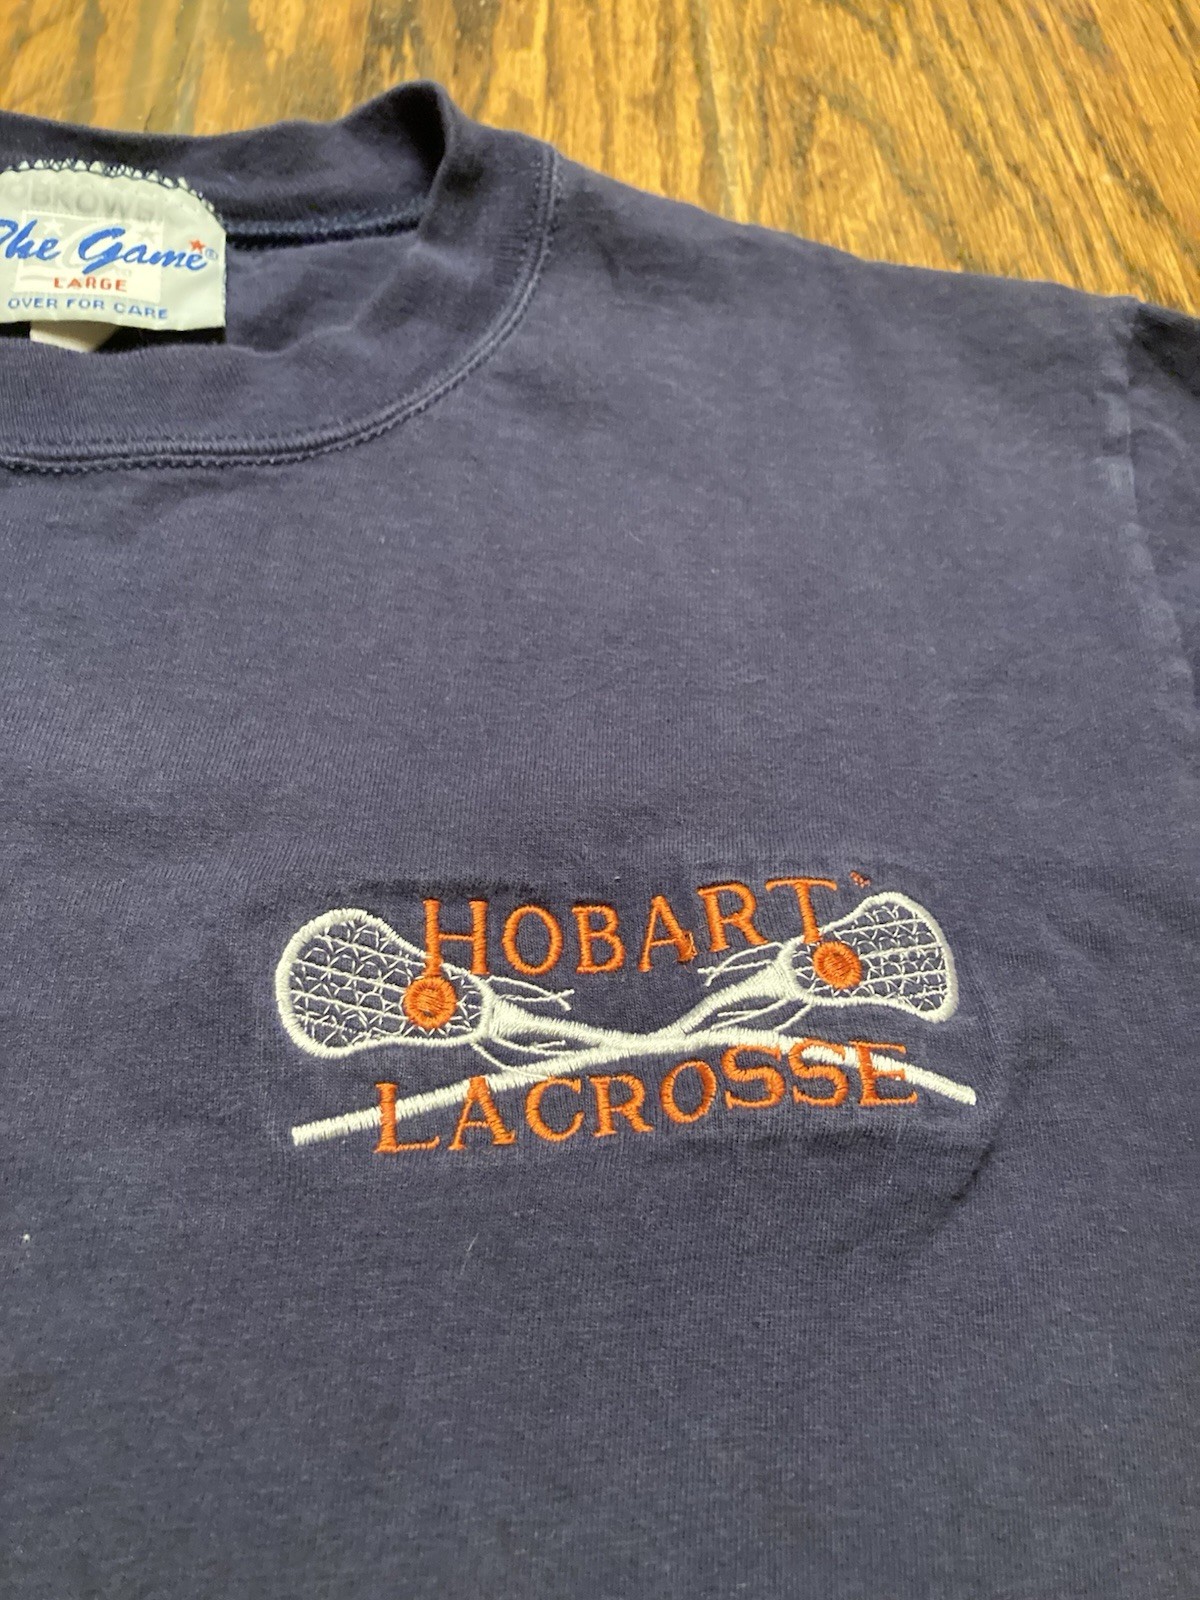 The Game®
LARGE
OVER FOR CARE
HOBART
LACROSSE